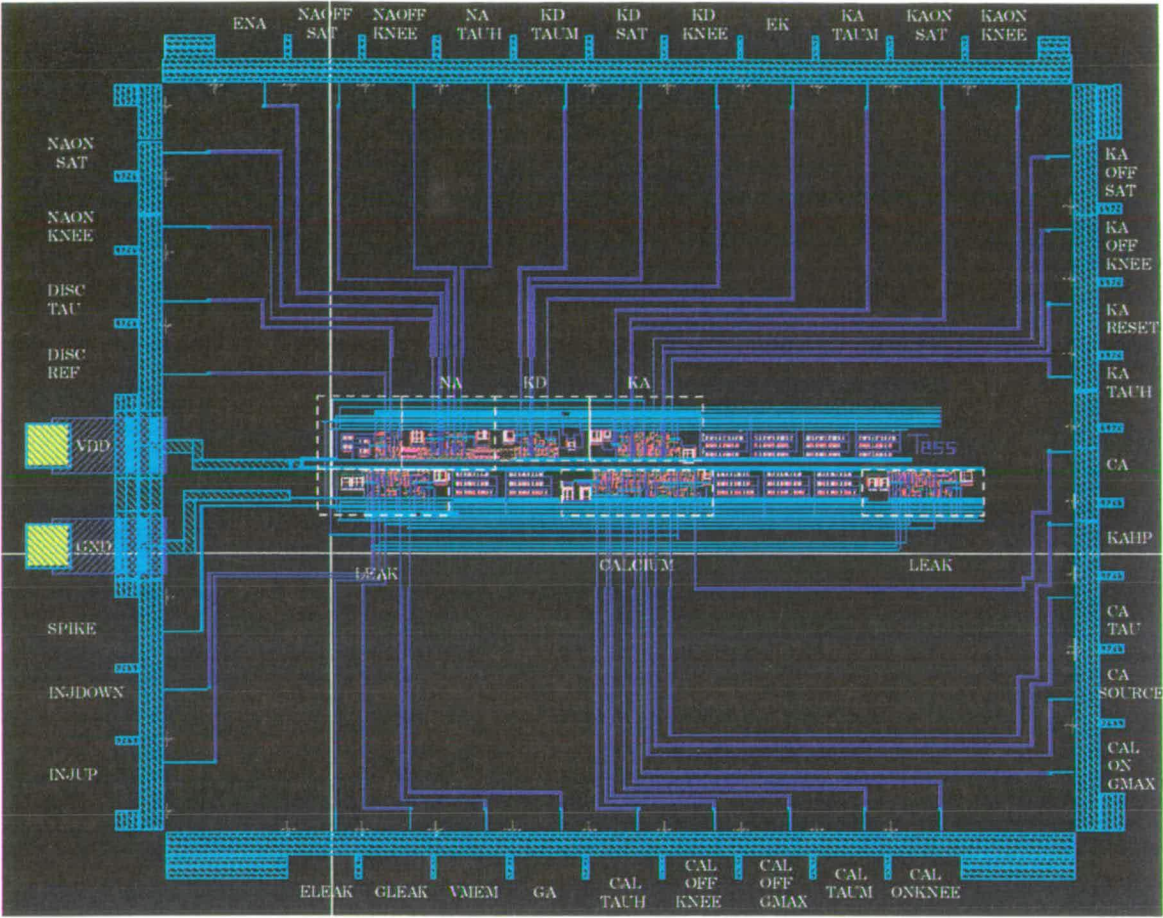 ENA
NAOFF
SAT
NAOFF
KNEE
NA
TAUH
KD
TAUM
KD
SAT
KD
KNEE
EK
KA
TAUM
KAON
SAT
KAON
KNEE
NAON
SAT
NAON
KNEE
DISC
TAU
DISC
REF
VDD
GND
SPIKE
INJDOWN
INJUP
NA
KD
KA
Tess
LEAK
CALCIUM
LEAK
KA
OFF
SAT
KA
OFF
KNEE
KA
RESET
KA
TAUH
CA
KAHP
CA
TAU
CA
SOURCE
CAL
ON
GMAX
ELEAK
GLEAK
VMEM
GA
CAL
TAUH
CAL
OFF
KNEE
CAL
OFF
GMAX
CAL
TAUM
CAL
ONKNEE